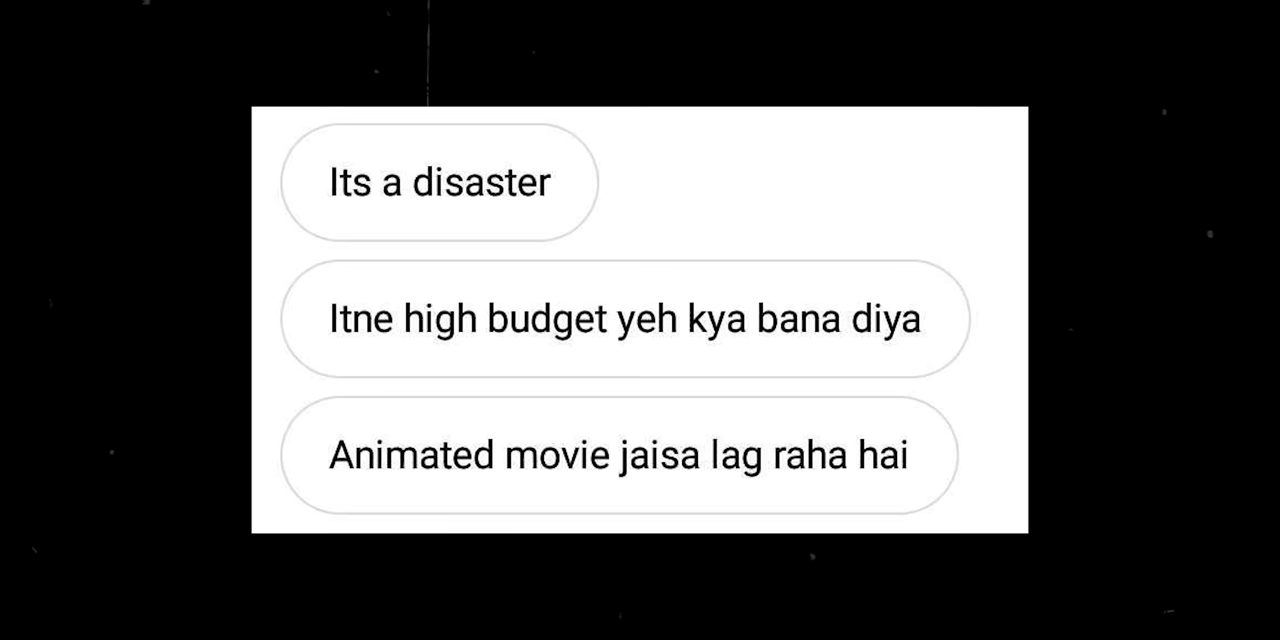 Its a disaster
Itne high budget yeh kya bana diya
Animated movie jaisa lag raha hai